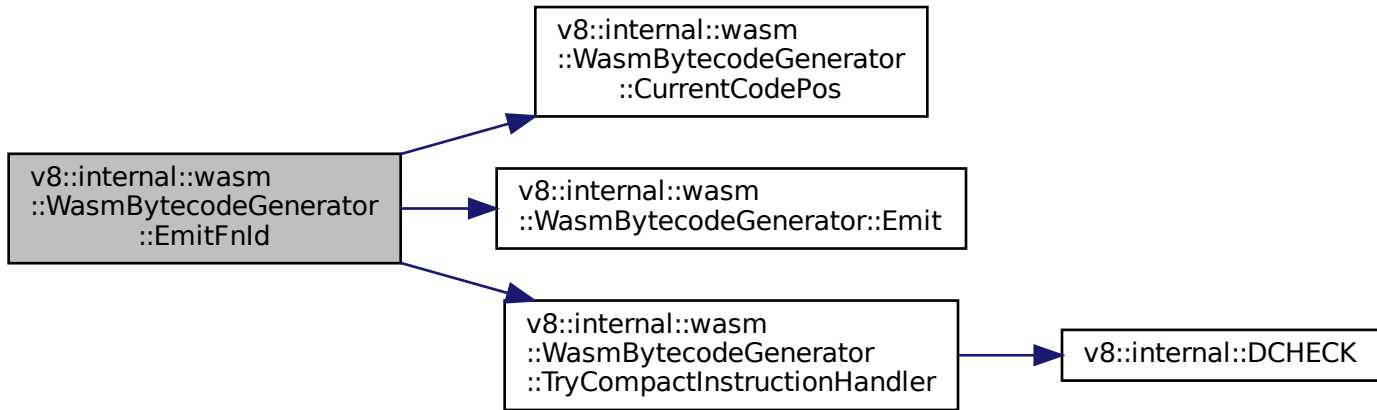 v8::internal::wasm
::WasmBytecodeGenerator
::EmitFnId
v8::internal::wasm
::WasmBytecodeGenerator
::CurrentCodePos
v8::internal::wasm
::WasmBytecodeGenerator::Emit
v8::internal::wasm
::WasmBytecodeGenerator
::TryCompactInstructionHandler
v8::internal::DCHECK